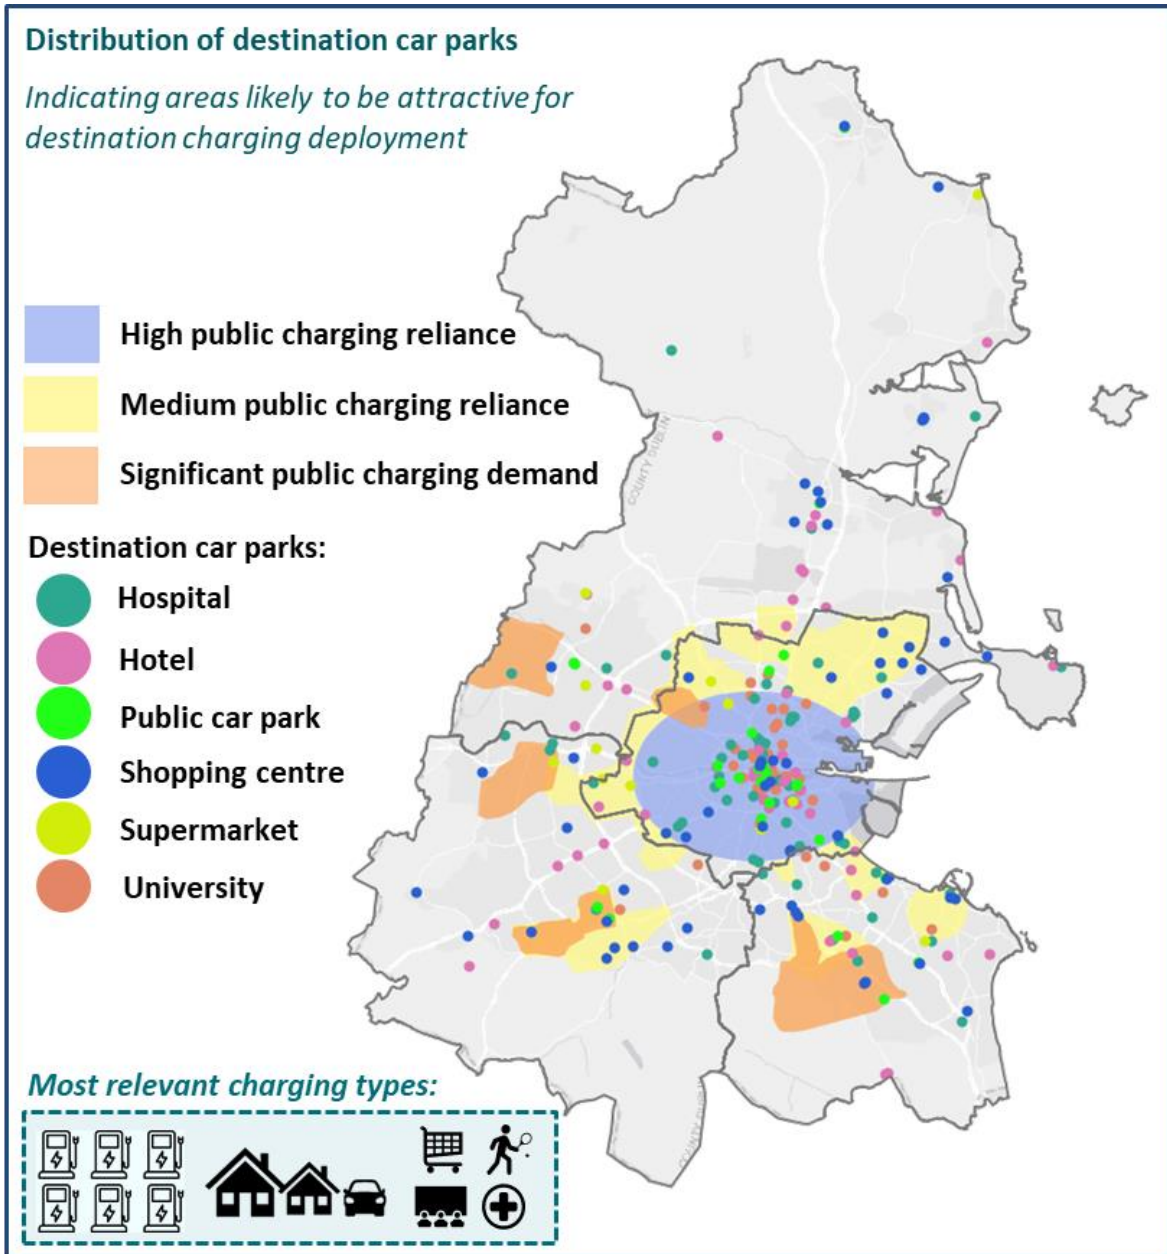 Distribution of destination car parks
Indicating areas likely to be attractive for
destination charging deployment
High public charging reliance
Medium public charging reliance
Significant public charging demand
COUNTY DUBLIN
Destination car parks:
Hospital
Hotel
Public car park
Shopping centre
Supermarket
University
Most relevant charging types: